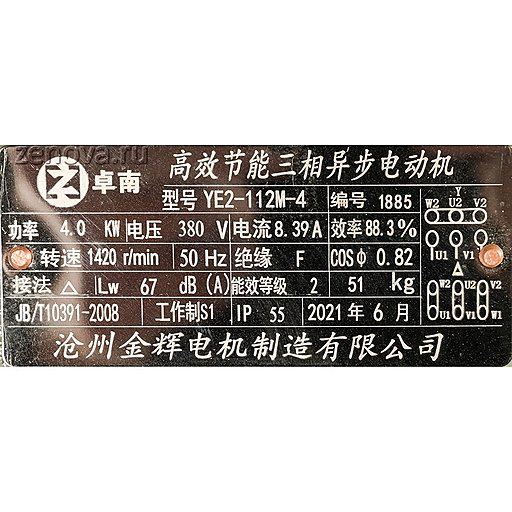 zenova.ru
卓南
高效节能三相异步电动机
型号 YE2-112M-4 编号 1885
功率 4.0 KW 电压 380 V 电流 8.39A 效率 88.3%
转速 1420 r/min 50 Hz 绝缘 F COSΦ 0.82
接法 △ Lw 67 dB (A) 能效等级 2 51 kg
JB/T10391-2008 工作制S1 IP 55 2021 年 6 月
沧州金辉电机制造有限公司
Y
W2 U2 V2
U1 V1
△
W2 U2 V2
U1 V1 W1